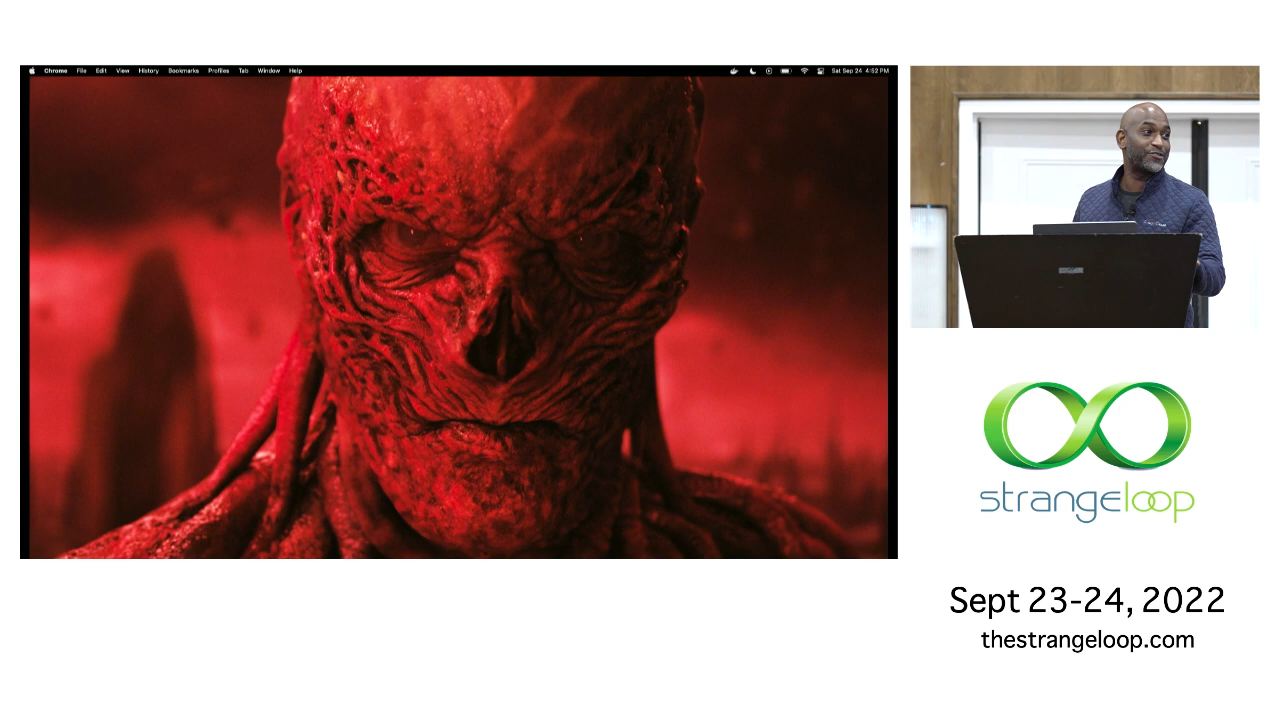 Chrome File Edit View History Bookmarks Profiles Tab Window Help Sat Sep 24 4:52 PM
strangeloop
Sept 23-24, 2022
thestrangeloop.com